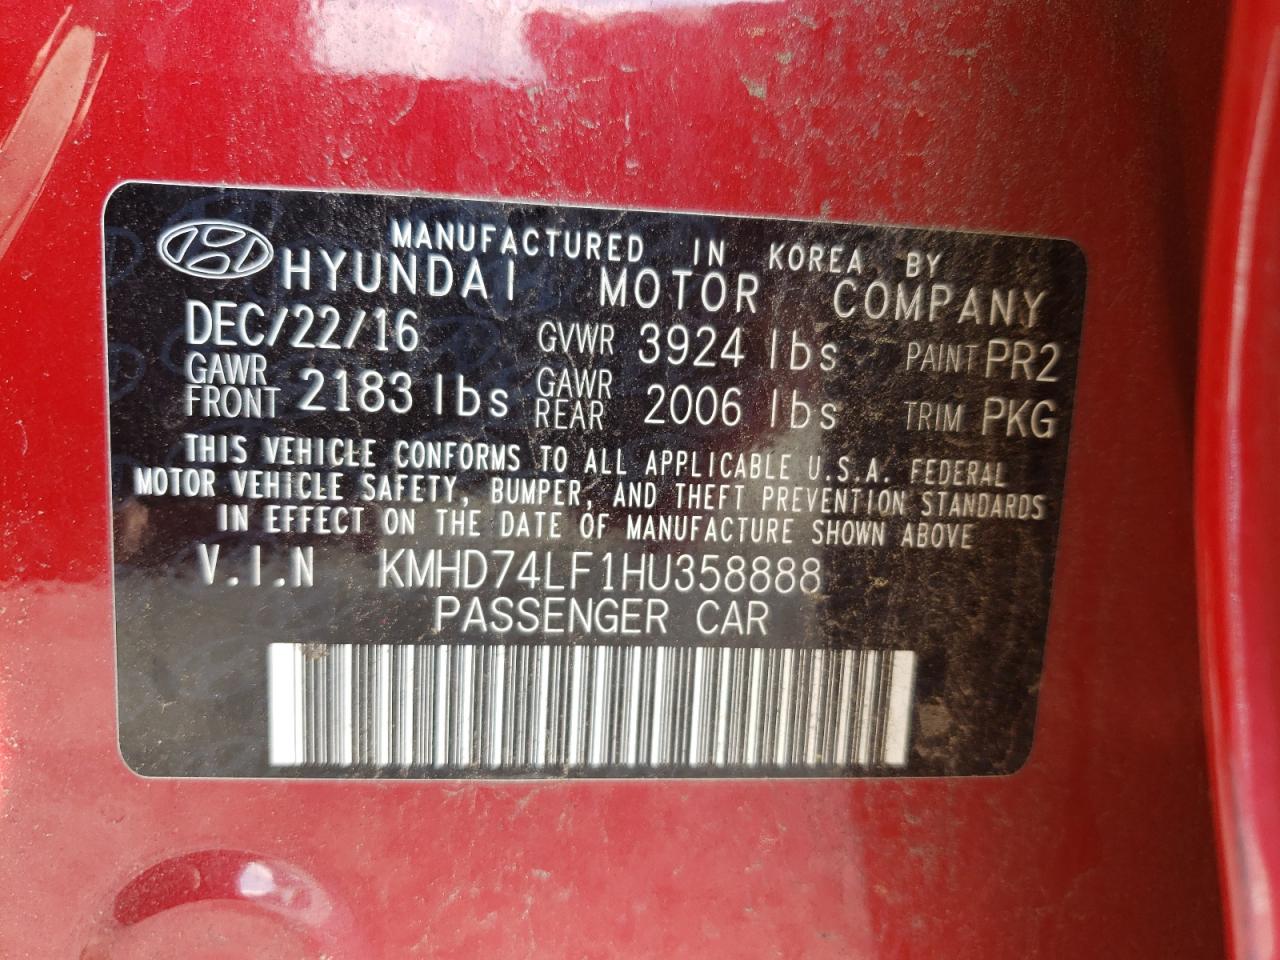 MANUFACTURED IN KOREA BY
HYUNDAI MOTOR COMPANY
DEC/22/16 GVWR 3924 lbs PAINT PR2
GAWR FRONT 2183 lbs GAWR REAR 2006 lbs TRIM PKG
THIS VEHICLE CONFORMS TO ALL APPLICABLE U.S.A. FEDERAL
MOTOR VEHICLE SAFETY, BUMPER, AND THEFT PREVENTION STANDARDS
IN EFFECT ON THE DATE OF MANUFACTURE SHOWN ABOVE
V.I.N KMHD74LF1HU358888
PASSENGER CAR